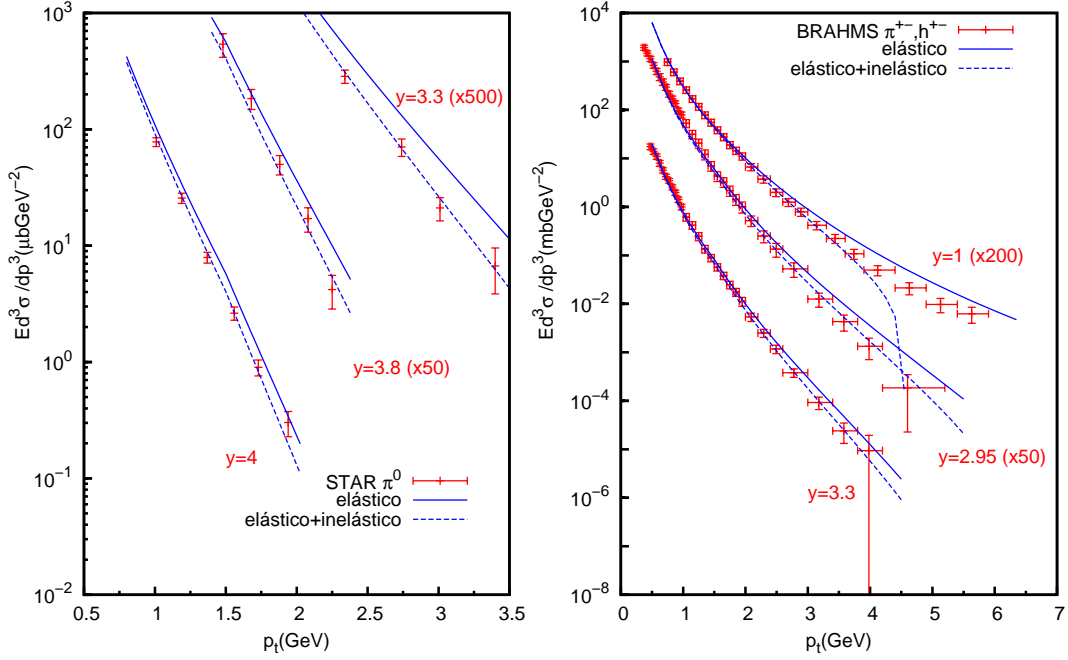 Ed³σ/dp³(μbGeV⁻²)
10³
10²
10¹
10⁰
10⁻¹
10⁻²
y=3.3 (x500)
y=3.8 (x50)
y=4
STAR π⁰
elástico
elástico+inelástico
0.5 1 1.5 2 2.5 3 3.5
pₜ(GeV)
Ed³σ/dp³(mbGeV⁻²)
10⁴
10²
10⁰
10⁻²
10⁻⁴
10⁻⁶
10⁻⁸
BRAHMS π⁺⁻,h⁺⁻
elástico
elástico+inelástico
y=1 (x200)
y=2.95 (x50)
y=3.3
0 1 2 3 4 5 6 7
pₜ(GeV)